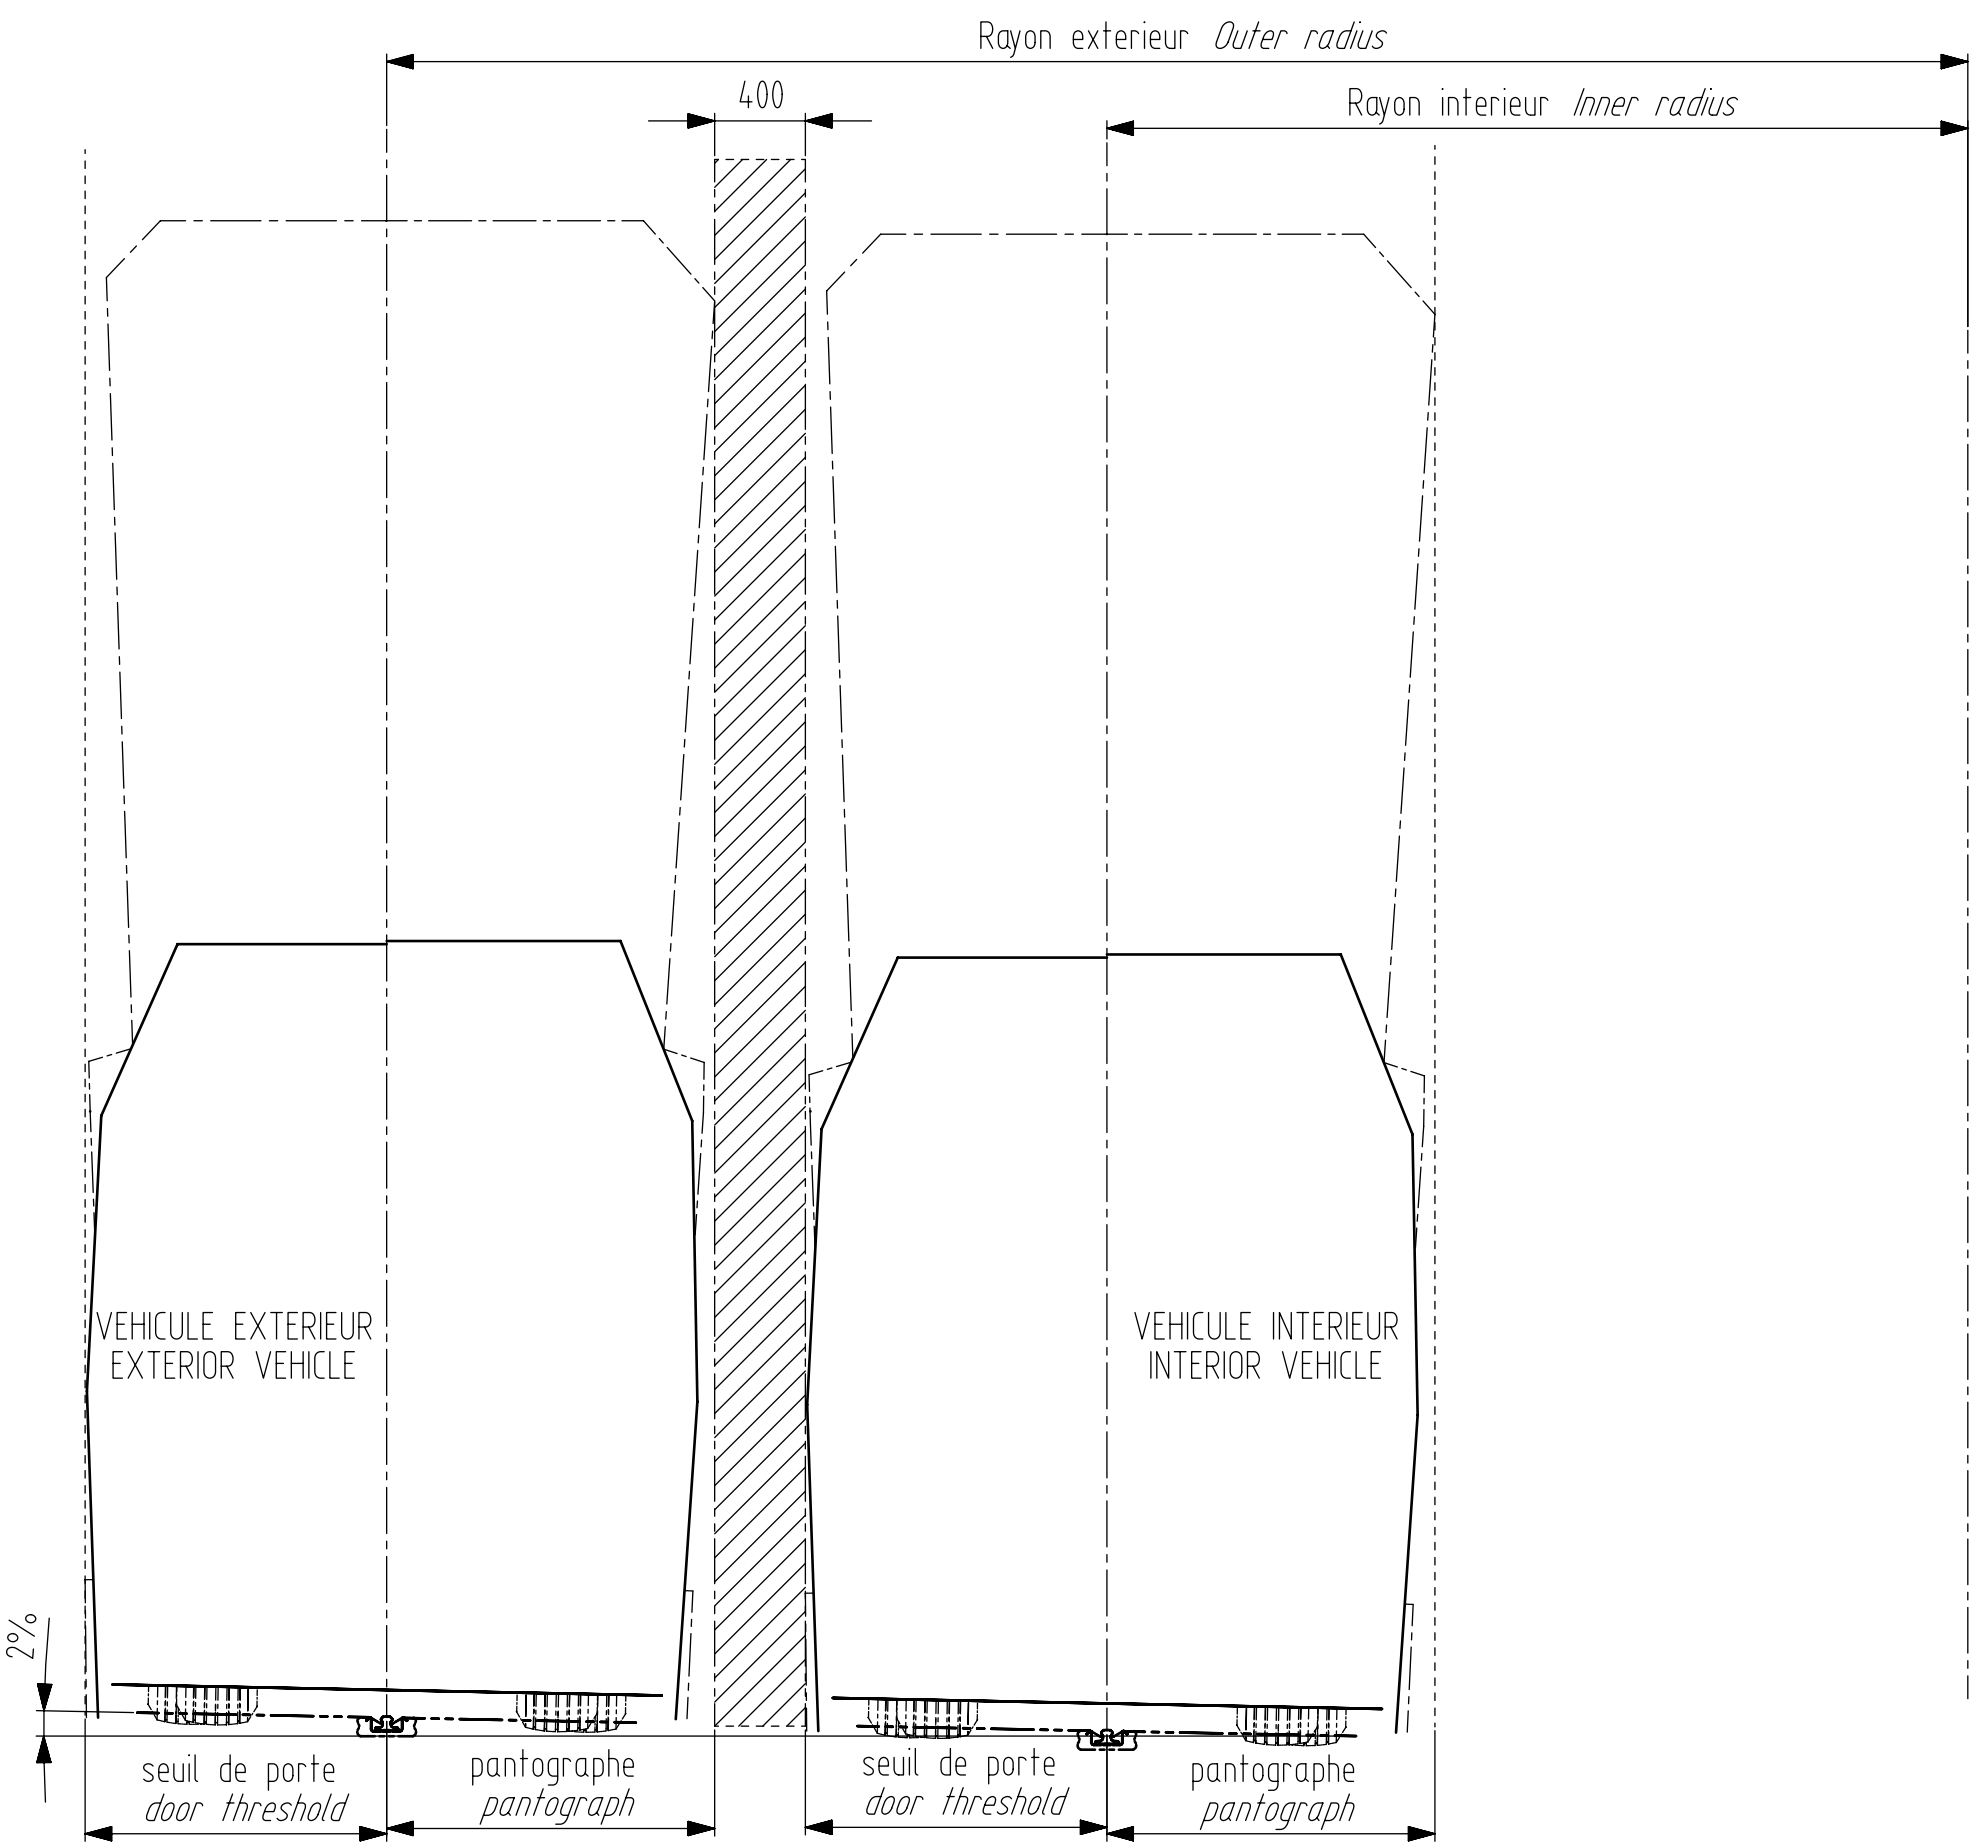 Rayon exterieur Outer radius
400
Rayon interieur Inner radius
VEHICULE EXTERIEUR
EXTERIOR VEHICLE
VEHICULE INTERIEUR
INTERIOR VEHICLE
2%
seuil de porte
door threshold
pantographe
pantograph
seuil de porte
door threshold
pantographe
pantograph